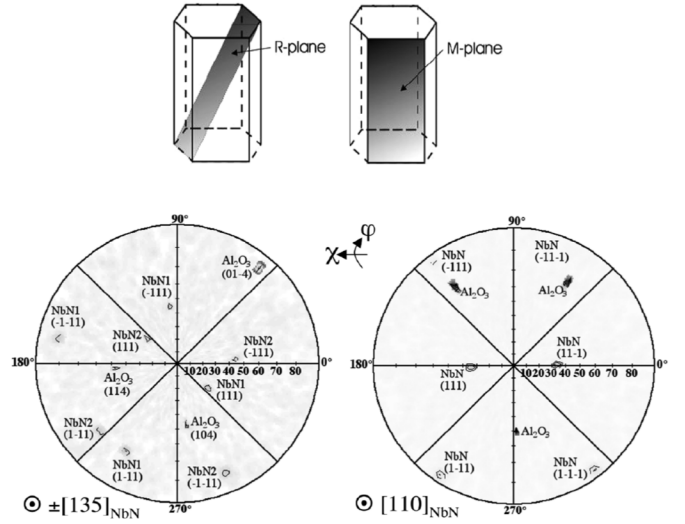 R-plane
M-plane
90°
φ
χ
Al₂O₃
(01-4)
NbN1
(-111)
NbN1
(-1-11)
NbN2
(111)
NbN2
(-111)
180°
10 20 30 40 50 60 70 80
0°
Al₂O₃
(114)
NbN1
(111)
NbN2
(1-11)
Al₂O₃
(104)
NbN1
(1-11)
NbN2
(-1-11)
270°
⊙ ±[135]NbN
90°
NbN
(-111)
NbN
(-11-1)
Al₂O₃
Al₂O₃
NbN
(11-1)
180°
10 20 30 40 50 60 70 80
0°
NbN
(111)
Al₂O₃
NbN
(1-11)
NbN
(1-1-1)
270°
⊙ [110]NbN